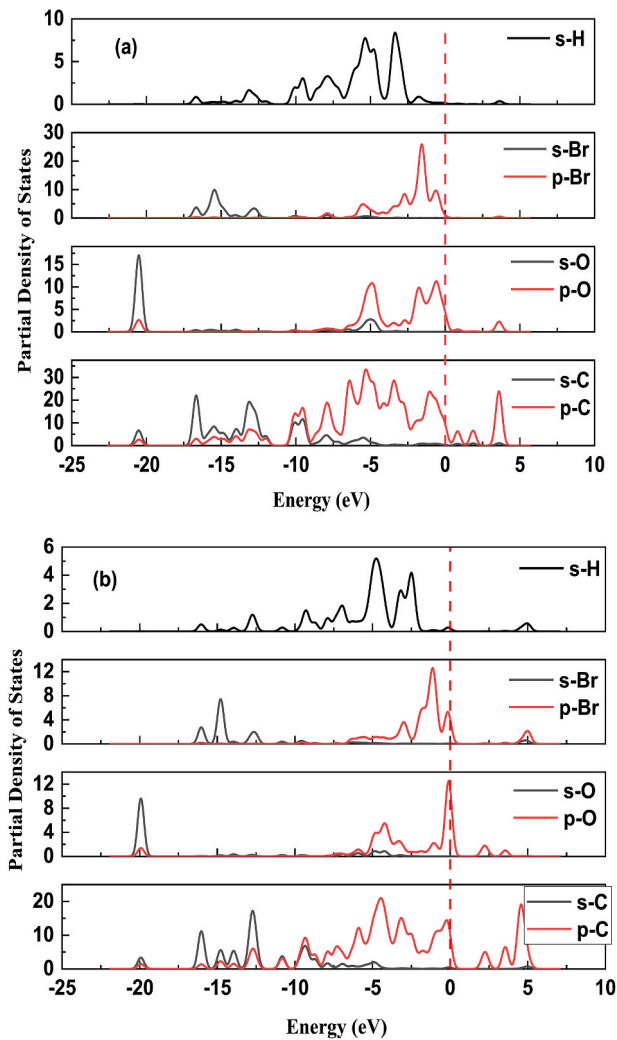 (a)
s-H
10
5
0
s-Br
p-Br
30
20
10
0
s-O
p-O
15
10
5
0
s-C
p-C
30
20
10
0
-25 -20 -15 -10 -5 0 5 10
Energy (eV)
Partial Density of States
(b)
s-H
6
4
2
0
s-Br
p-Br
12
8
4
0
s-O
p-O
12
8
4
0
s-C
p-C
20
10
0
-25 -20 -15 -10 -5 0 5 10
Energy (eV)
Partial Density of States